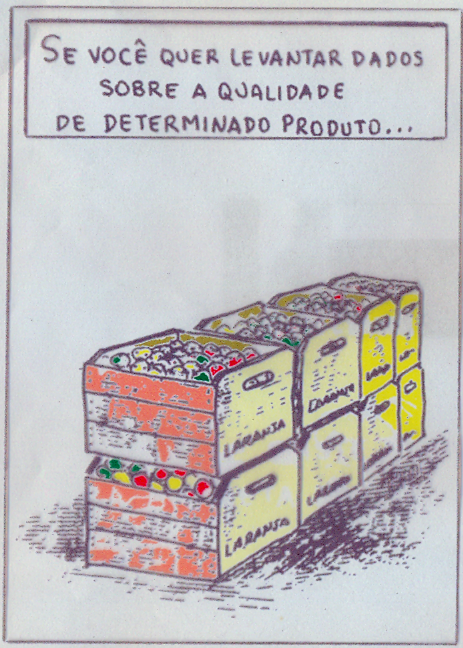 SE VOCÊ QUER LEVANTAR DADOS
SOBRE A QUALIDADE
DE DETERMINADO PRODUTO...
LARANJA
LARANJA
LARANJA
LARANJA